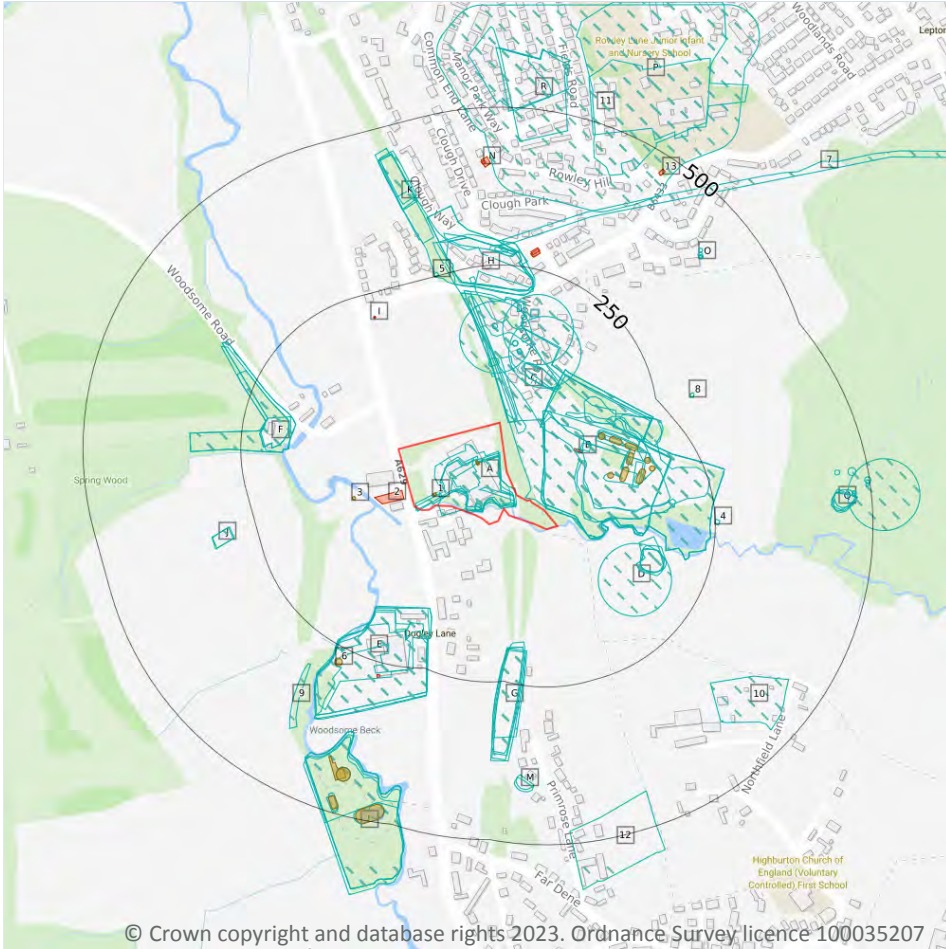 Lepton
Woodlands Road
Rowley Lane Junior Infant
and Nursery School
P
Common End Lane
Manor Park Way
Fields Road
R
11
N
13
7
500
Clough Drive
Rowley Hill
K
Clough Way
Clough Park
O
H
5
Woodsome Road
I
250
8
F
A629
Spring Wood
A
1
2
3
4
J
D
Dogley Lane
E
6
9
G
10
Woodsome Beck
Northfield Lane
M
Primrose Lane
12
Highburton Church of
England (Voluntary
Controlled) First School
Far Dene
© Crown copyright and database rights 2023. Ordnance Survey licence 100035207